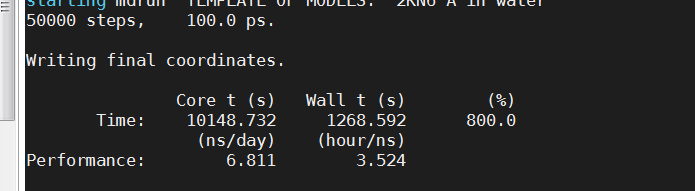 starting mdrun 'TEMPLATE OF MODELS: 2KN6 A in water'
50000 steps,    100.0 ps.
Writing final coordinates.
Core t (s)   Wall t (s)        (%)
Time:    10148.732     1268.592      800.0
(ns/day)    (hour/ns)
Performance:        6.811        3.524